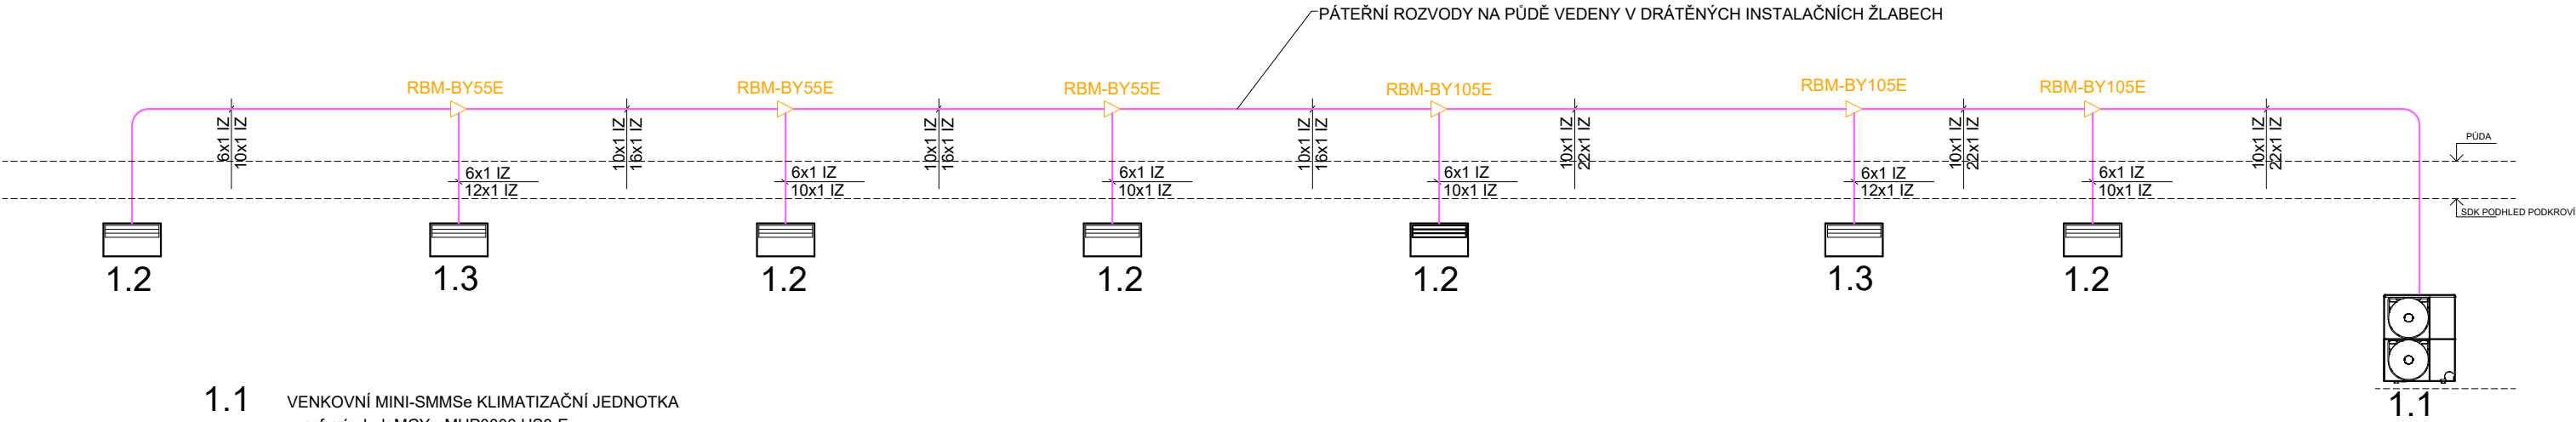 PÁTEŘNÍ ROZVODY NA PŮDĚ VEDENY V DRÁTĚNÝCH INSTALAČNÍCH ŽLABECH
RBM-BY55E
RBM-BY55E
RBM-BY55E
RBM-BY105E
RBM-BY105E
RBM-BY105E
6x1 IZ
10x1 IZ
10x1 IZ
16x1 IZ
10x1 IZ
16x1 IZ
10x1 IZ
16x1 IZ
10x1 IZ
22x1 IZ
10x1 IZ
22x1 IZ
10x1 IZ
22x1 IZ
PŮDA
6x1 IZ
12x1 IZ
6x1 IZ
10x1 IZ
6x1 IZ
10x1 IZ
6x1 IZ
10x1 IZ
6x1 IZ
12x1 IZ
6x1 IZ
10x1 IZ
SDK PODHLED PODKROVÍ
1.2
1.3
1.2
1.2
1.2
1.3
1.2
1.1
1.1 VENKOVNÍ MINI-SMMSe KLIMATIZAČNÍ JEDNOTKA